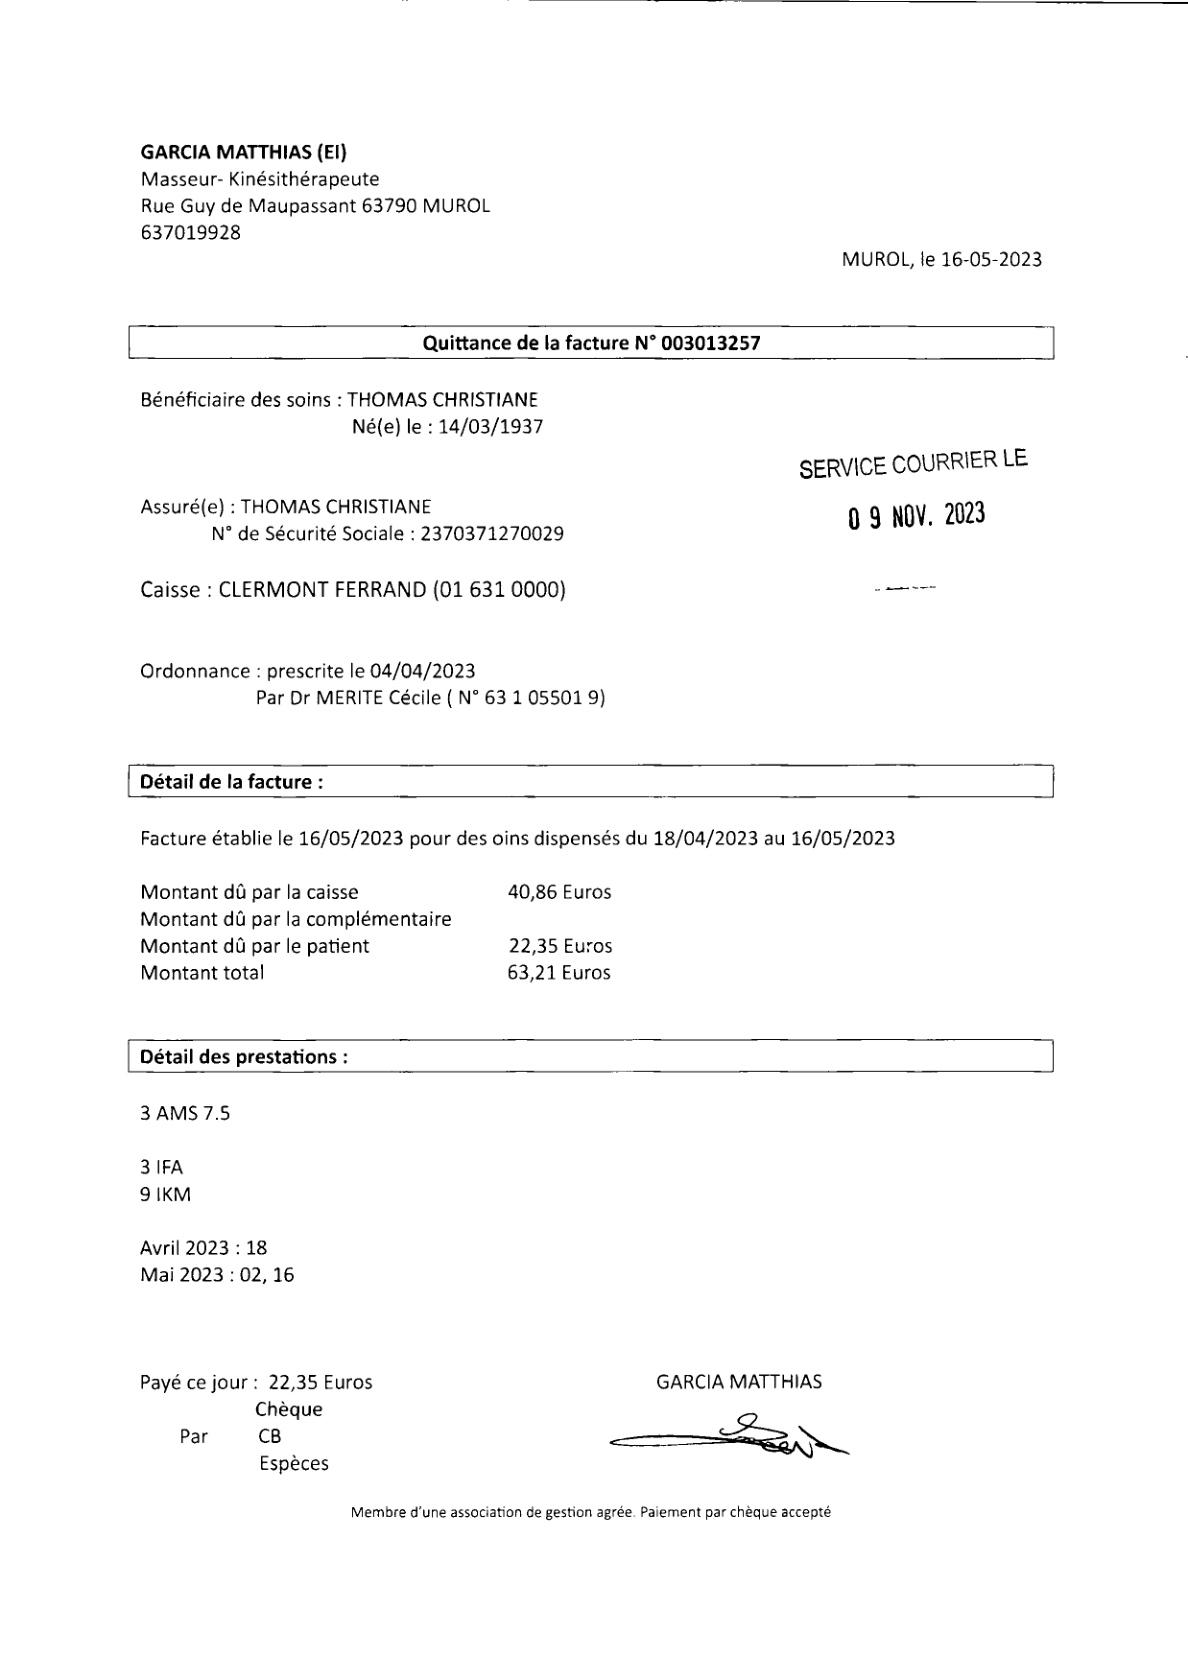 GARCIA MATTHIAS (EI)
Masseur- Kinésithérapeute
Rue Guy de Maupassant 63790 MUROL
637019928
MUROL, le 16-05-2023
Quittance de la facture N° 003013257
Bénéficiaire des soins : THOMAS CHRISTIANE
Né(e) le : 14/03/1937
SERVICE COURRIER LE
09 NOV. 2023
Assuré(e) : THOMAS CHRISTIANE
N° de Sécurité Sociale : 2370371270029
Caisse : CLERMONT FERRAND (01 631 0000)
Ordonnance : prescrite le 04/04/2023
Par Dr MERITE Cécile ( N° 63 1 05501 9)
Détail de la facture :
Facture établie le 16/05/2023 pour des oins dispensés du 18/04/2023 au 16/05/2023
Montant dû par la caisse 40,86 Euros
Montant dû par la complémentaire
Montant dû par le patient 22,35 Euros
Montant total 63,21 Euros
Détail des prestations :
3 AMS 7.5
3 IFA
9 IKM
Avril 2023 : 18
Mai 2023 : 02, 16
Payé ce jour : 22,35 Euros
GARCIA MATTHIAS
Chèque
Par CB
Espèces
Membre d'une association de gestion agrée. Paiement par chèque accepté